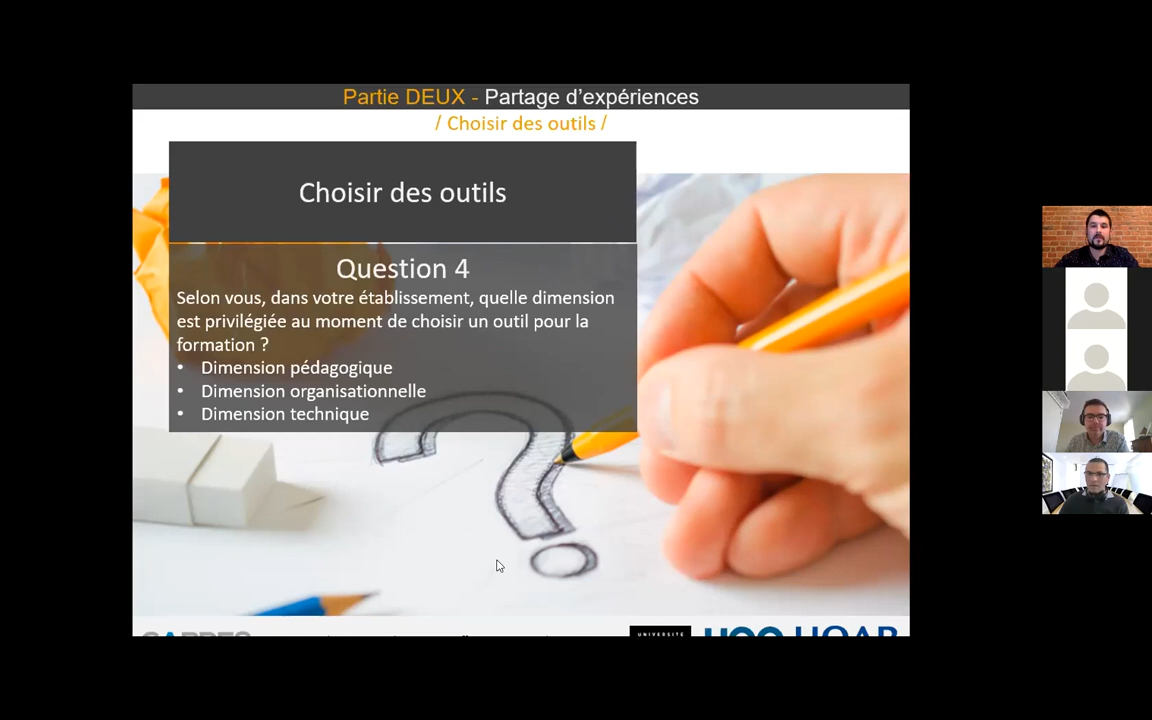 Partie DEUX - Partage d’expériences
/ Choisir des outils /
Choisir des outils
Question 4
Selon vous, dans votre établissement, quelle dimension
est privilégiée au moment de choisir un outil pour la
formation ?
• Dimension pédagogique
• Dimension organisationnelle
• Dimension technique
UNIVERSITÉ